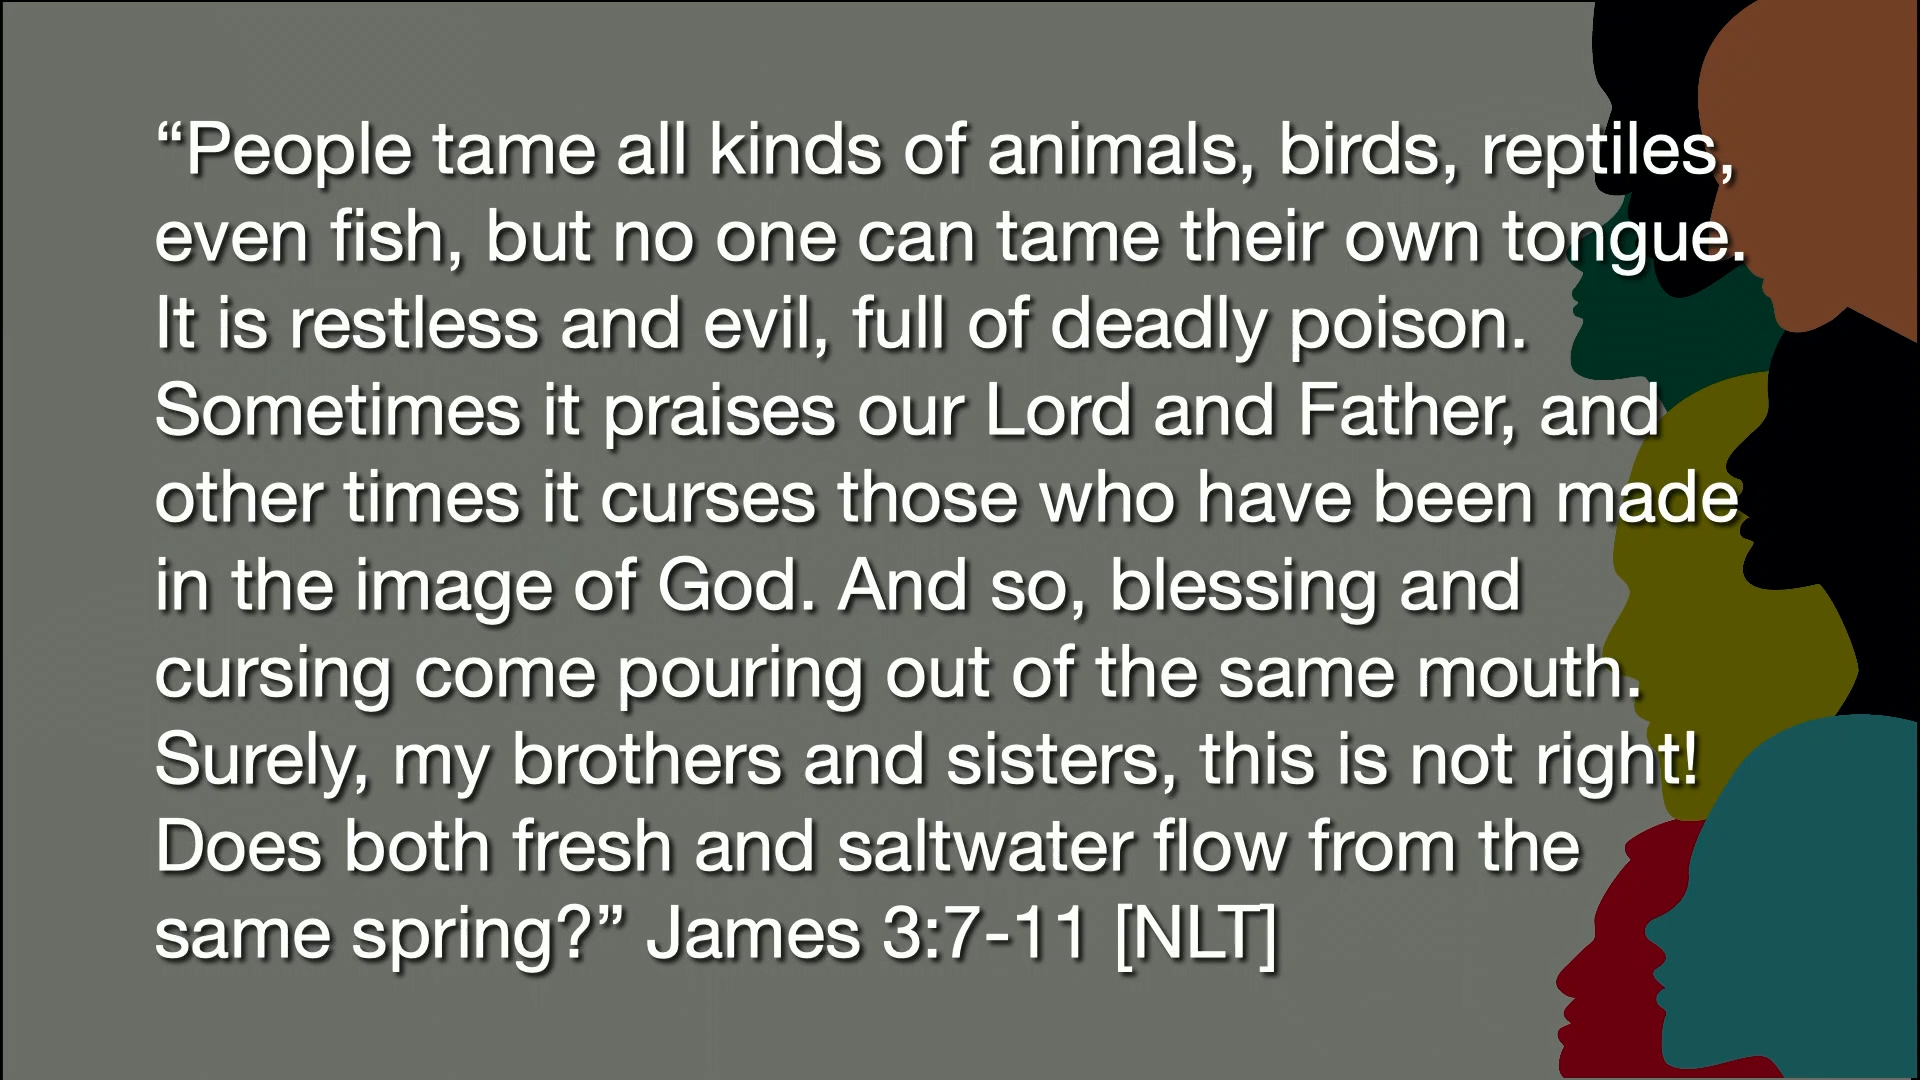 “People tame all kinds of animals, birds, reptiles,
even fish, but no one can tame their own tongue.
It is restless and evil, full of deadly poison.
Sometimes it praises our Lord and Father, and
other times it curses those who have been made
in the image of God. And so, blessing and
cursing come pouring out of the same mouth.
Surely, my brothers and sisters, this is not right!
Does both fresh and saltwater flow from the
same spring?” James 3:7-11 [NLT]